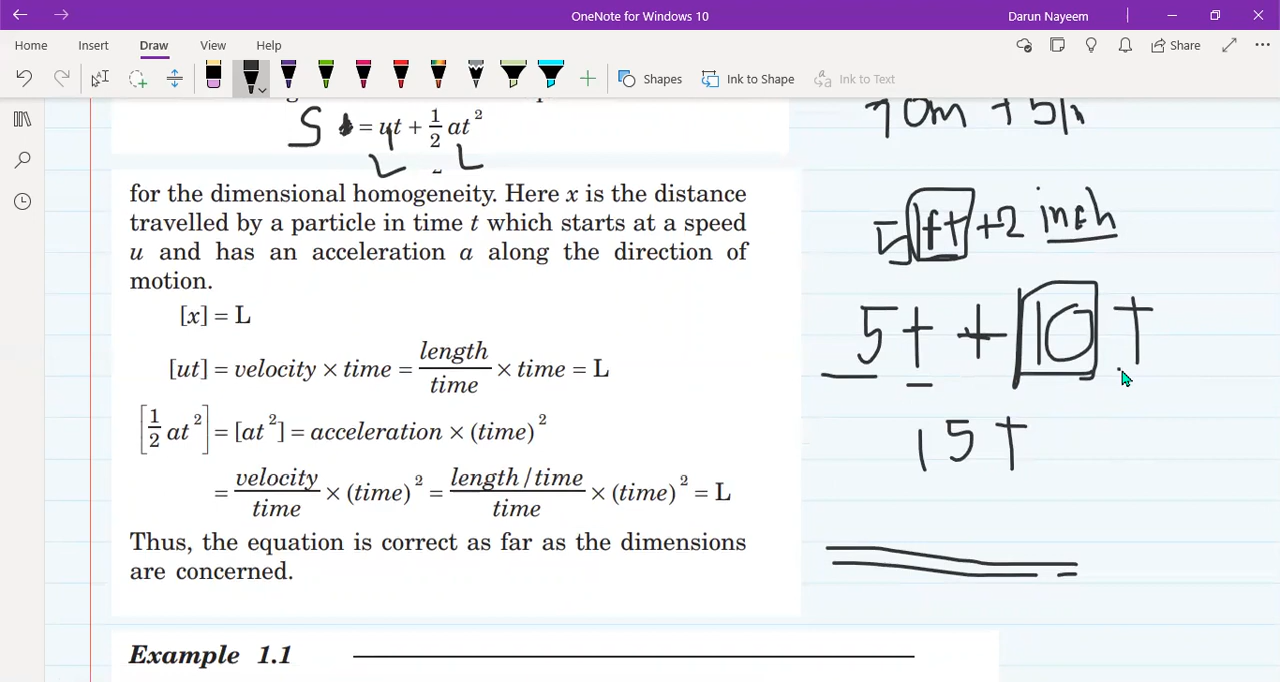 OneNote for Windows 10
Darun Nayeem
Home Insert Draw View Help
Share
Shapes
Ink to Shape
Ink to Text
S = ut + 1/2 at²
L L
for the dimensional homogeneity. Here x is the distance
travelled by a particle in time t which starts at a speed
u and has an acceleration a along the direction of
motion.
[x] = L
[ut] = velocity × time = length/time × time = L
[1/2 at²] = [at²] = acceleration × (time)²
= velocity/time × (time)² = length/time/time × (time)² = L
Thus, the equation is correct as far as the dimensions
are concerned.
Example 1.1
10m + 5
5 ft + 2 inch
5t + 10 t
15 t